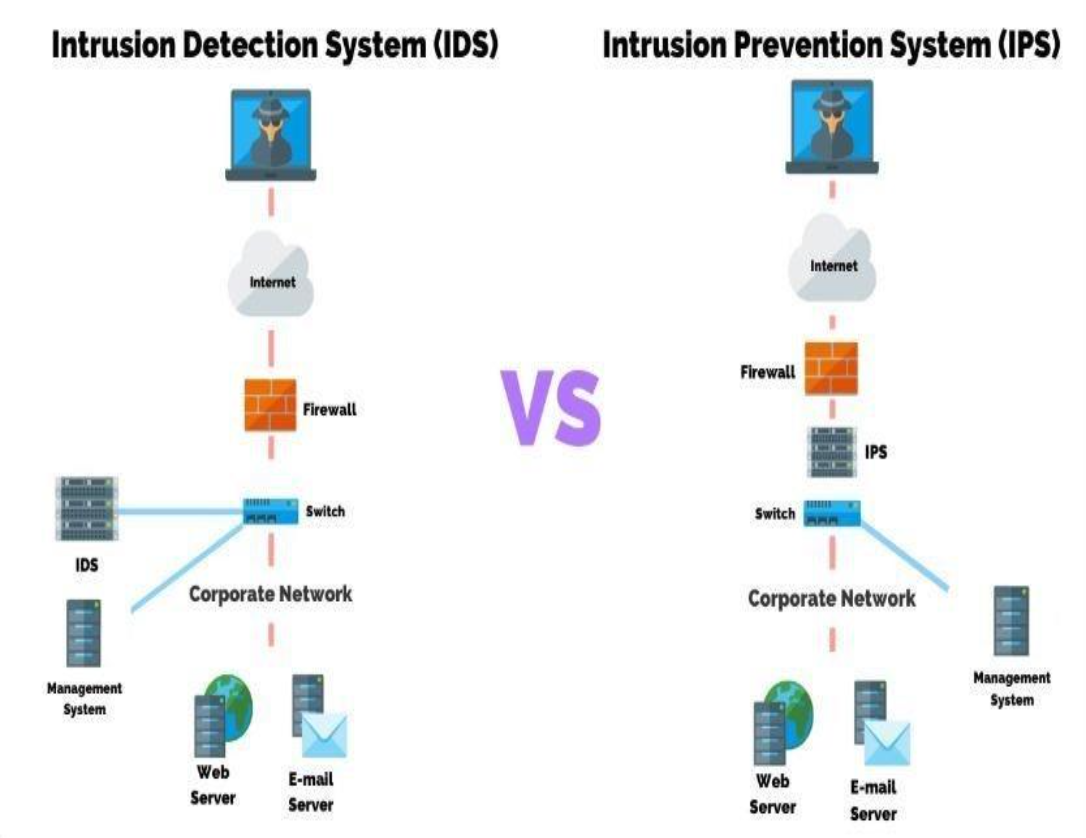 Intrusion Detection System (IDS)
Internet
Firewall
Switch
IDS
Corporate Network
Management
System
Web
Server
E-mail
Server
VS
Intrusion Prevention System (IPS)
Internet
Firewall
IPS
Switch
Corporate Network
Management
System
Web
Server
E-mail
Server